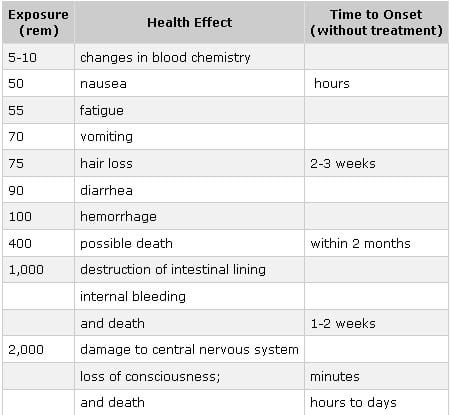 Exposure (rem) Health Effect Time to Onset (without treatment)
5-10 changes in blood chemistry
50 nausea hours
55 fatigue
70 vomiting
75 hair loss 2-3 weeks
90 diarrhea
100 hemorrhage
400 possible death within 2 months
1,000 destruction of intestinal lining
internal bleeding
and death 1-2 weeks
2,000 damage to central nervous system
loss of consciousness; minutes
and death hours to days